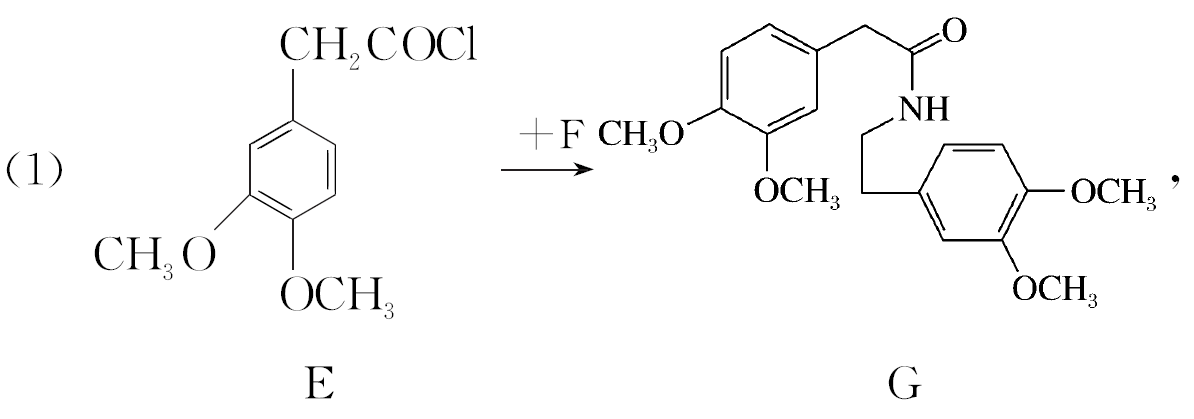 CH₂COCl
O
NH
(1)
+F
CH₃O
OCH₃
OCH₃
,
CH₃O
OCH₃
OCH₃
E
G